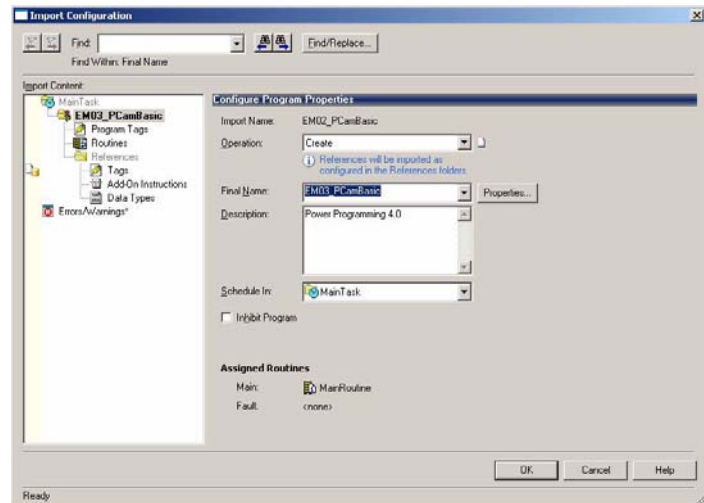 Import Configuration
Find:
Find/Replace...
Find Within: Final Name
Import Content:
MainTask
EM03_PCamBasic
Program Tags
Routines
References
Tags
Add-On Instructions
Data Types
Errors/Warnings*
Configure Program Properties
Import Name: EM02_PCamBasic
Operation: Create
References will be imported as
configured in the References folders
Final Name: EM03_PCamBasic Properties...
Description: Power Programming 4.0
Schedule In: MainTask
Inhibit Program
Assigned Routines
Main: MainRoutine
Fault: <none>
OK Cancel Help
Ready